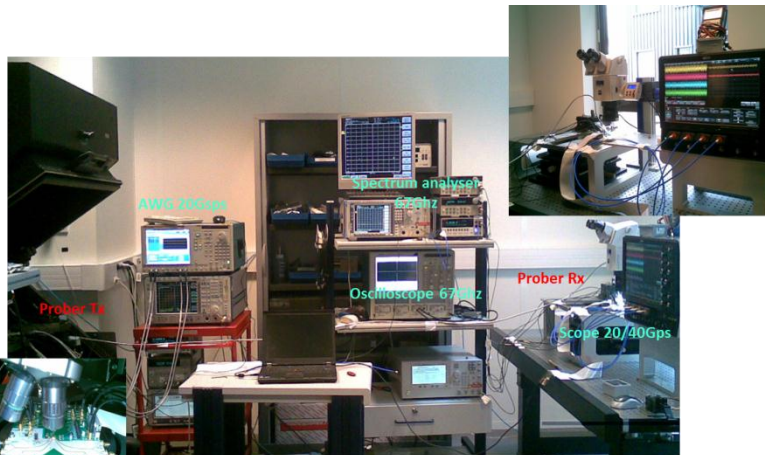 Spectrum analyser
67Ghz
AWG 20Gsps
Oscilloscope 67Ghz
Prober Rx
Prober Tx
Scope 20/40Gps